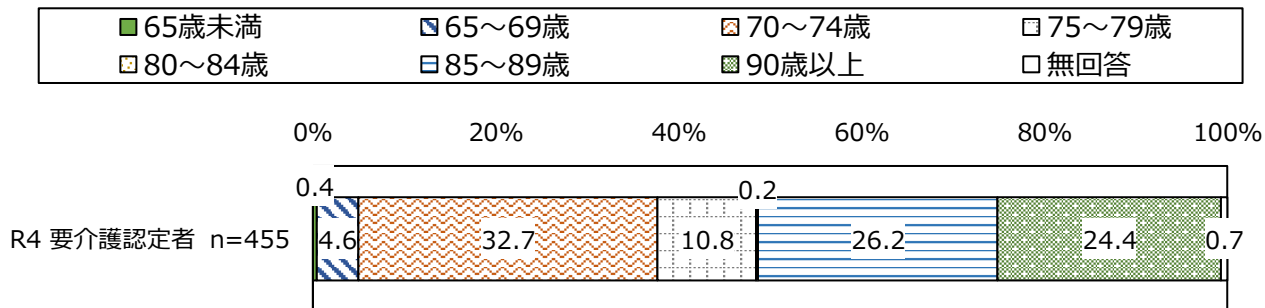 65歳未満 65～69歳 70～74歳 75～79歳
80～84歳 85～89歳 90歳以上 無回答
0% 20% 40% 60% 80% 100%
0.4 0.2
R4 要介護認定者 n=455 4.6 32.7 10.8 26.2 24.4 0.7